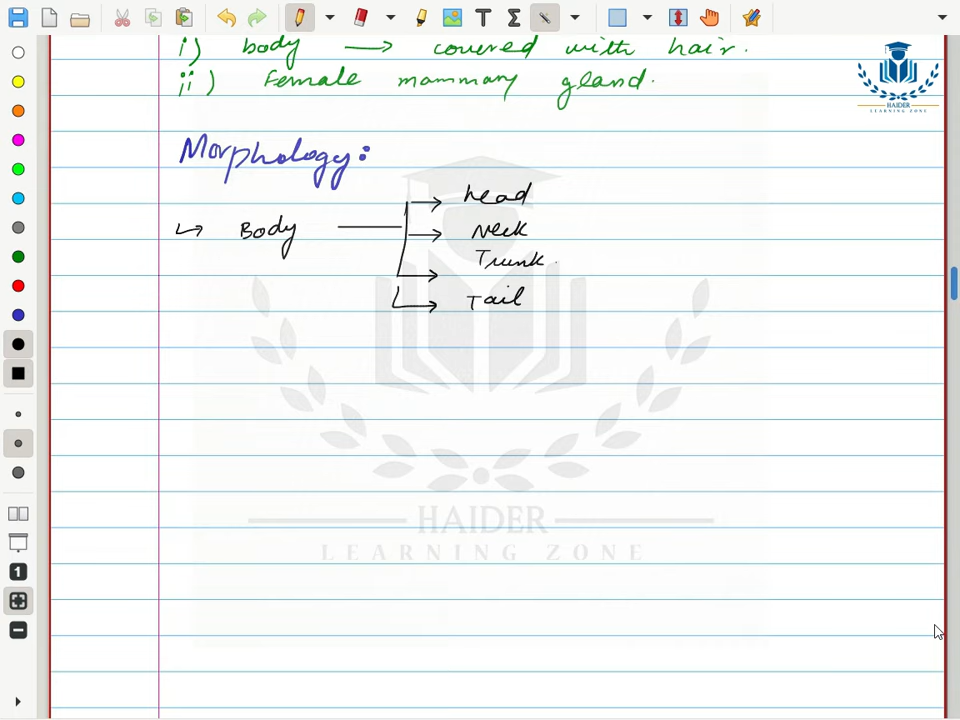 i) body → covered with hair.
ii) Female mammary gland.
HAIDER
LEARNING ZONE
Morphology:
head
↳ Body Neck
Trunk
Tail
HAIDER
LEARNING ZONE
1